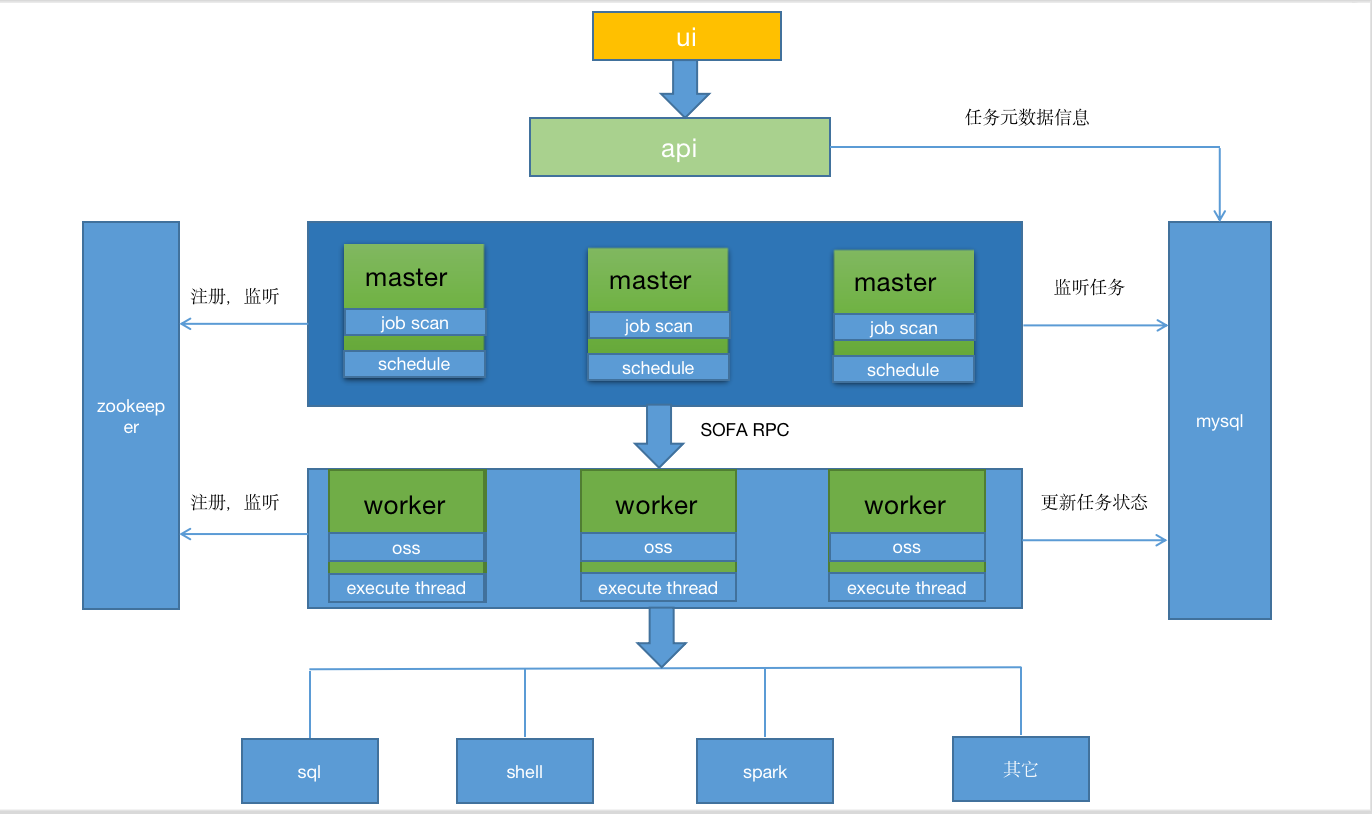 ui
api
任务元数据信息
master
master
master
job scan
job scan
job scan
schedule
schedule
schedule
注册，监听
监听任务
zookeep
er
SOFA RPC
mysql
worker
worker
worker
oss
oss
oss
execute thread
execute thread
execute thread
注册，监听
更新任务状态
sql
shell
spark
其它